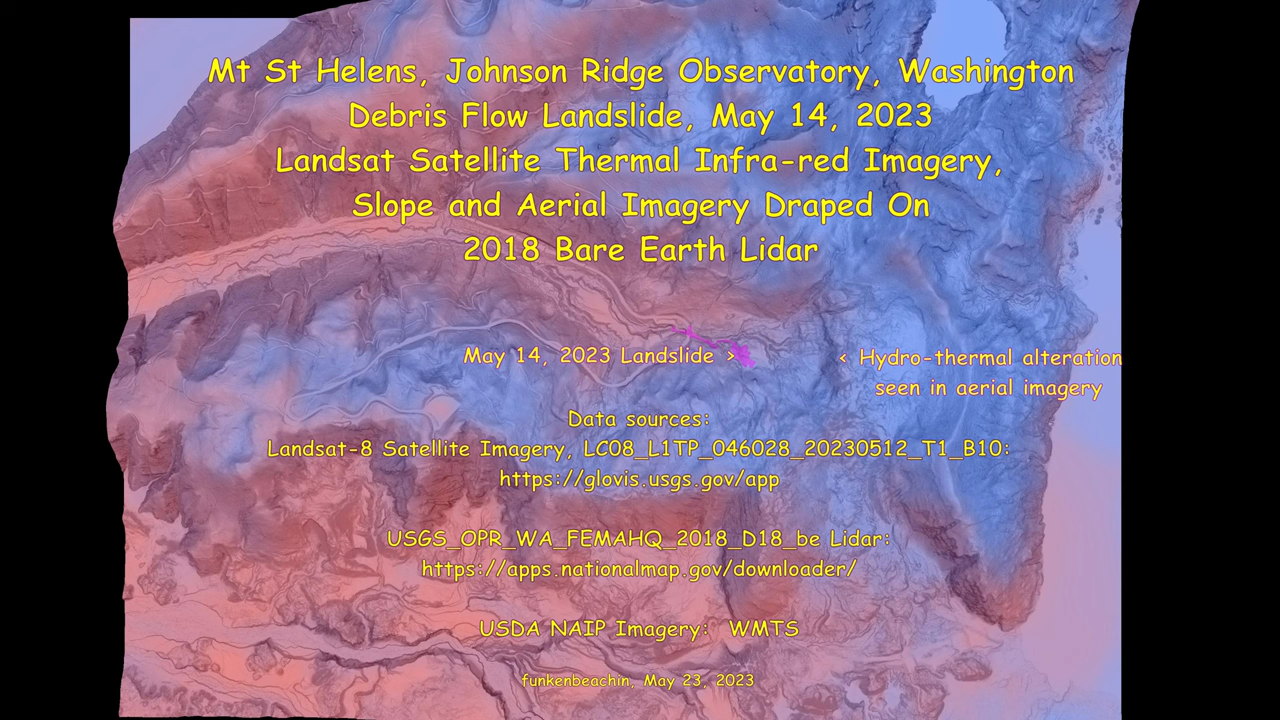 Mt St Helens, Johnson Ridge Observatory, Washington
Debris Flow Landslide, May 14, 2023
Landsat Satellite Thermal Infra-red Imagery,
Slope and Aerial Imagery Draped On
2018 Bare Earth Lidar
May 14, 2023 Landslide >
< Hydro-thermal alteration
seen in aerial imagery
Data sources:
Landsat-8 Satellite Imagery, LC08_L1TP_046028_20230512_T1_B10:
https://glovis.usgs.gov/app
USGS_OPR_WA_FEMAHQ_2018_D18_be Lidar:
https://apps.nationalmap.gov/downloader/
USDA NAIP Imagery: WMTS
funkenbeachin, May 23, 2023